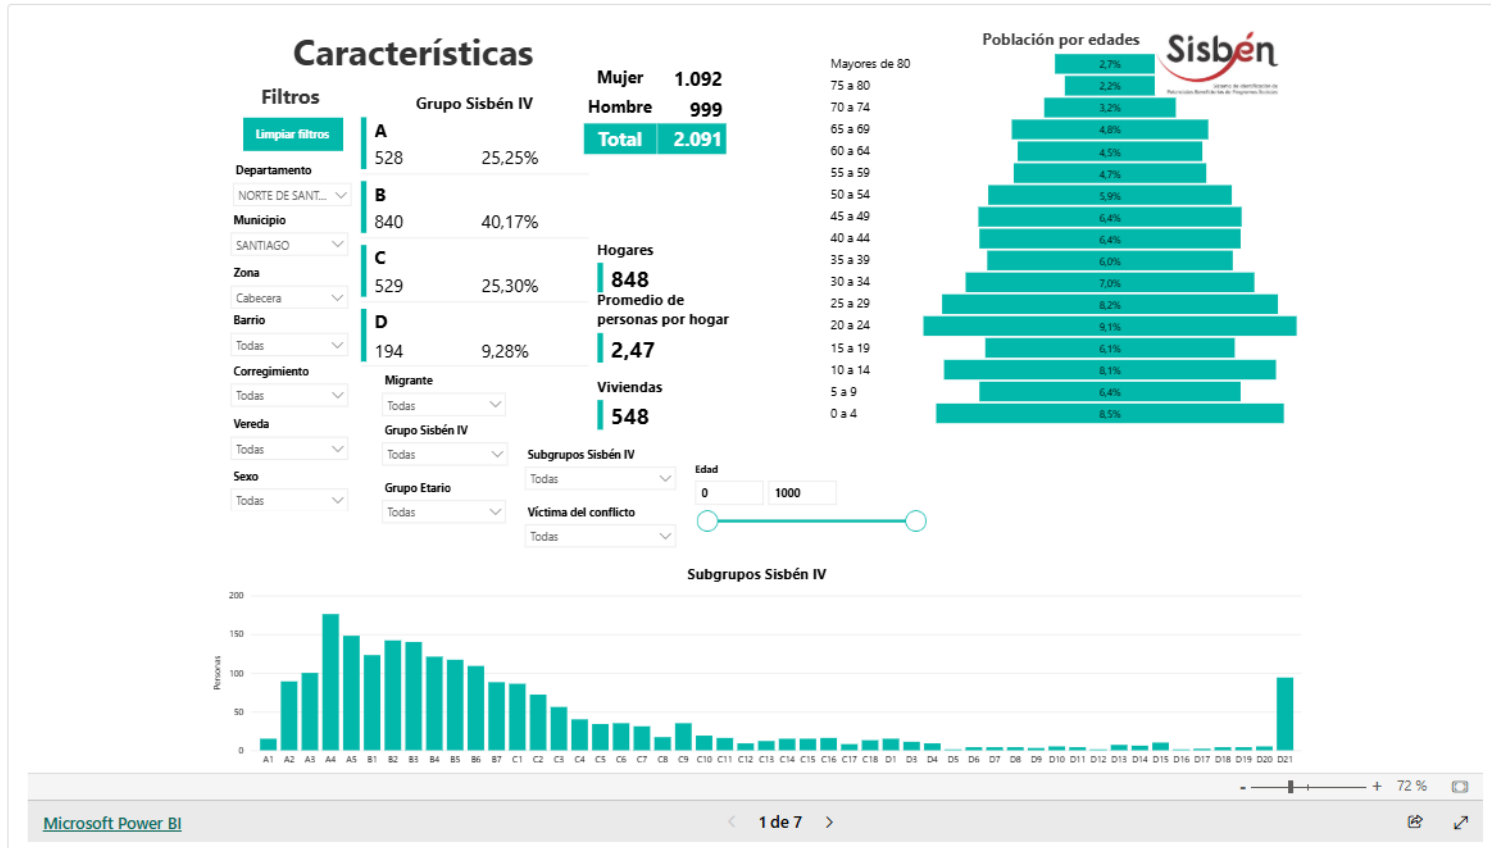 Características
Filtros
Limpiar filtros
Departamento
NORTE DE SANT...
Municipio
SANTIAGO
Zona
Cabecera
Barrio
Todas
Corregimiento
Todas
Vereda
Todas
Sexo
Todas
Grupo Sisbén IV
A
528 25,25%
B
840 40,17%
C
529 25,30%
D
194 9,28%
Migrante
Todas
Grupo Sisbén IV
Todas
Grupo Etario
Todas
Mujer 1.092
Hombre 999
Total 2.091
Hogares
848
Promedio de
personas por hogar
2,47
Viviendas
548
Subgrupos Sisbén IV
Todas
Víctima del conflicto
Todas
Edad
0 1000
Población por edades
Sisbén
Mayores de 80 2,7%
75 a 80 2,2%
70 a 74 3,2%
65 a 69 4,8%
60 a 64 4,5%
55 a 59 4,7%
50 a 54 5,9%
45 a 49 6,4%
40 a 44 6,4%
35 a 39 6,0%
30 a 34 7,0%
25 a 29 8,2%
20 a 24 9,1%
15 a 19 6,1%
10 a 14 8,1%
5 a 9 6,4%
0 a 4 8,5%
Subgrupos Sisbén IV
Personas
200
150
100
50
0
A1 A2 A3 A4 A5 B1 B2 B3 B4 B5 B6 B7 C1 C2 C3 C4 C5 C6 C7 C8 C9 C10 C11 C12 C13 C14 C15 C16 C17 C18 D1 D3 D4 D5 D6 D7 D8 D9 D10 D11 D12 D13 D14 D15 D16 D17 D18 D19 D20 D21
- + 72 %
Microsoft Power BI
1 de 7